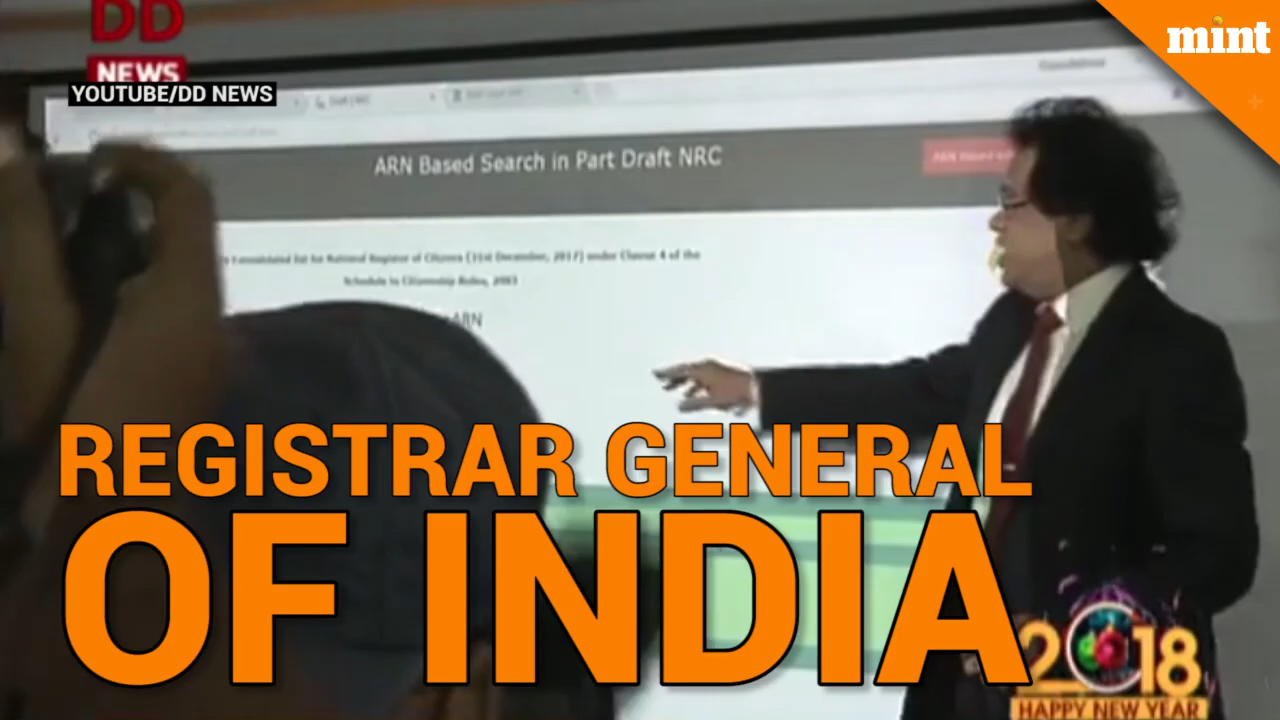 DD
NEWS
YOUTUBE/DD NEWS
mint
ARN Based Search in Part Draft NRC
consolidated list for National Register of Citizens (31st December, 2017) under Clause 4 of the
Schedule to Citizenship Rules, 2003
ARN
REGISTRAR GENERAL
OF INDIA
2018
HAPPY NEW YEAR